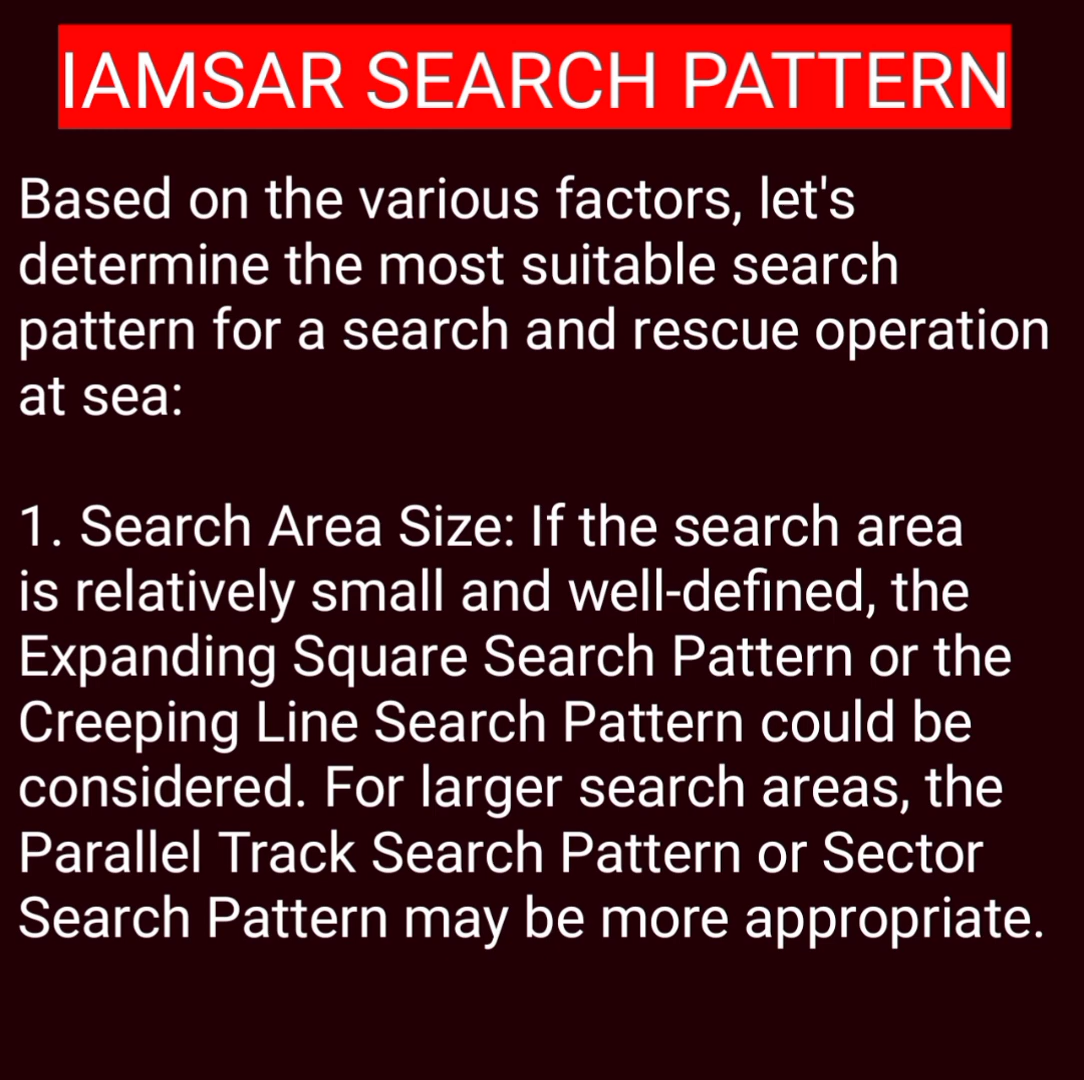 IAMSAR SEARCH PATTERN
Based on the various factors, let's
determine the most suitable search
pattern for a search and rescue operation
at sea:
1. Search Area Size: If the search area
is relatively small and well-defined, the
Expanding Square Search Pattern or the
Creeping Line Search Pattern could be
considered. For larger search areas, the
Parallel Track Search Pattern or Sector
Search Pattern may be more appropriate.